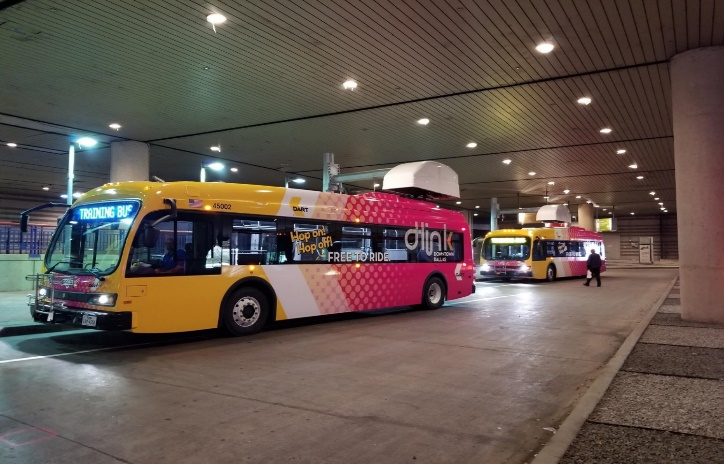 TRAINING BUS
45002
DART
Hop on!
Hop off!
FREE TO RIDE
dlink
DOWNTOWN
DALLAS